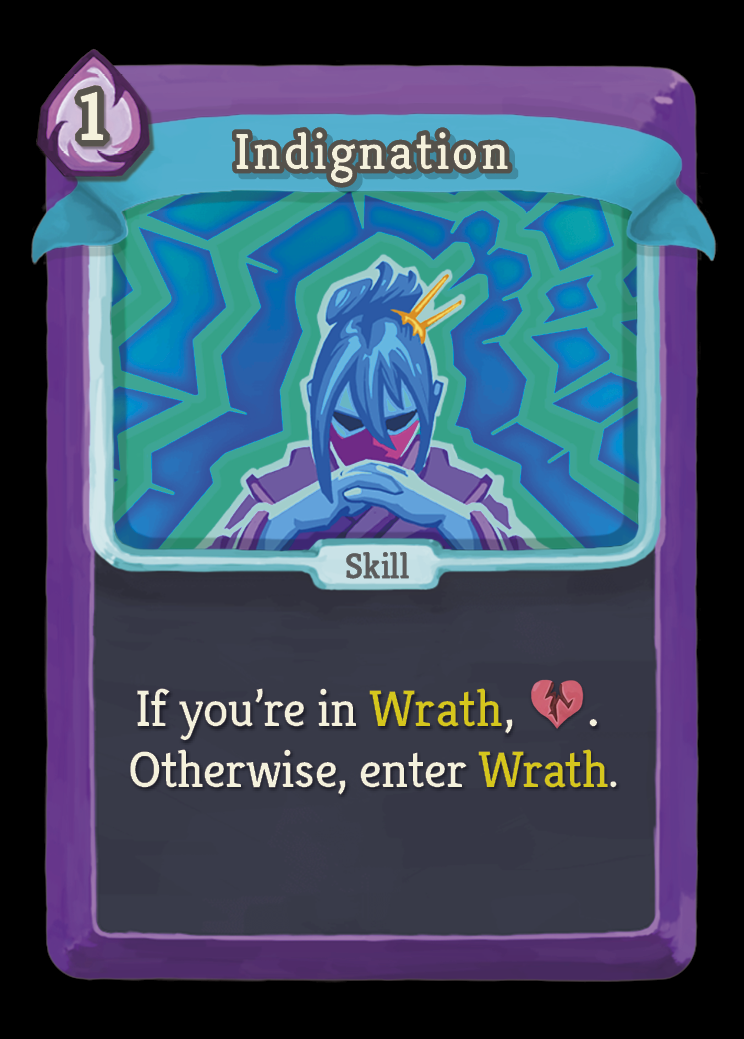 1
Indignation
Skill
If you're in Wrath, .
Otherwise, enter Wrath.